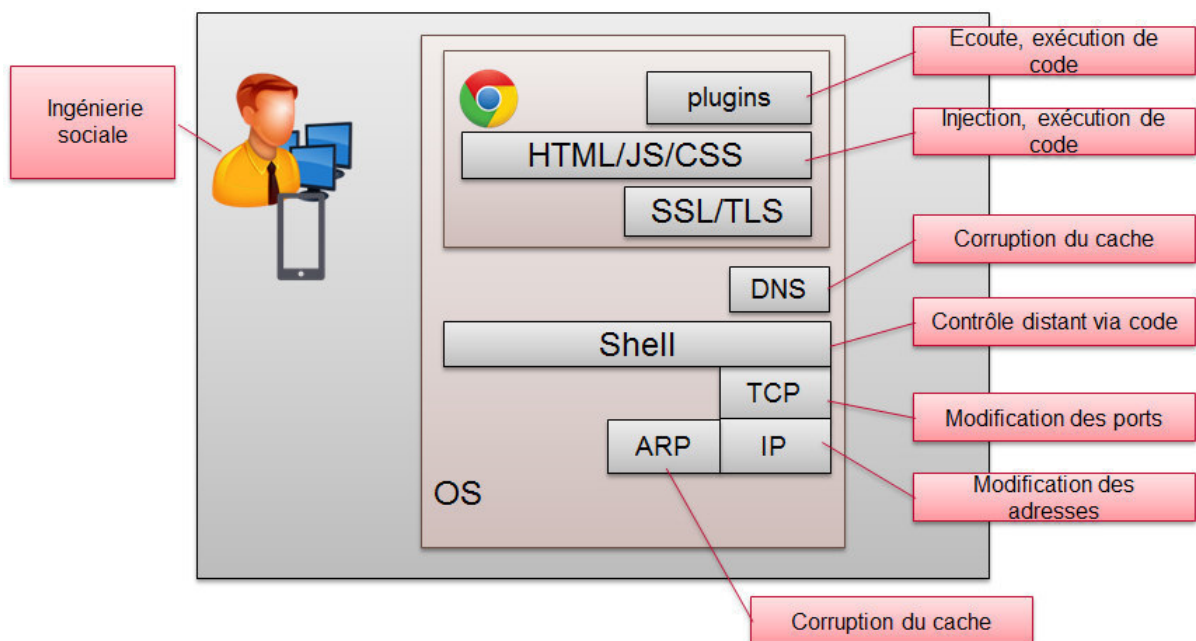 Ecoute, exécution de
code
Ingénierie
sociale
plugins
Injection, exécution de
code
HTML/JS/CSS
SSL/TLS
Corruption du cache
DNS
Contrôle distant via code
Shell
TCP
Modification des ports
ARP
IP
OS
Modification des
adresses
Corruption du cache